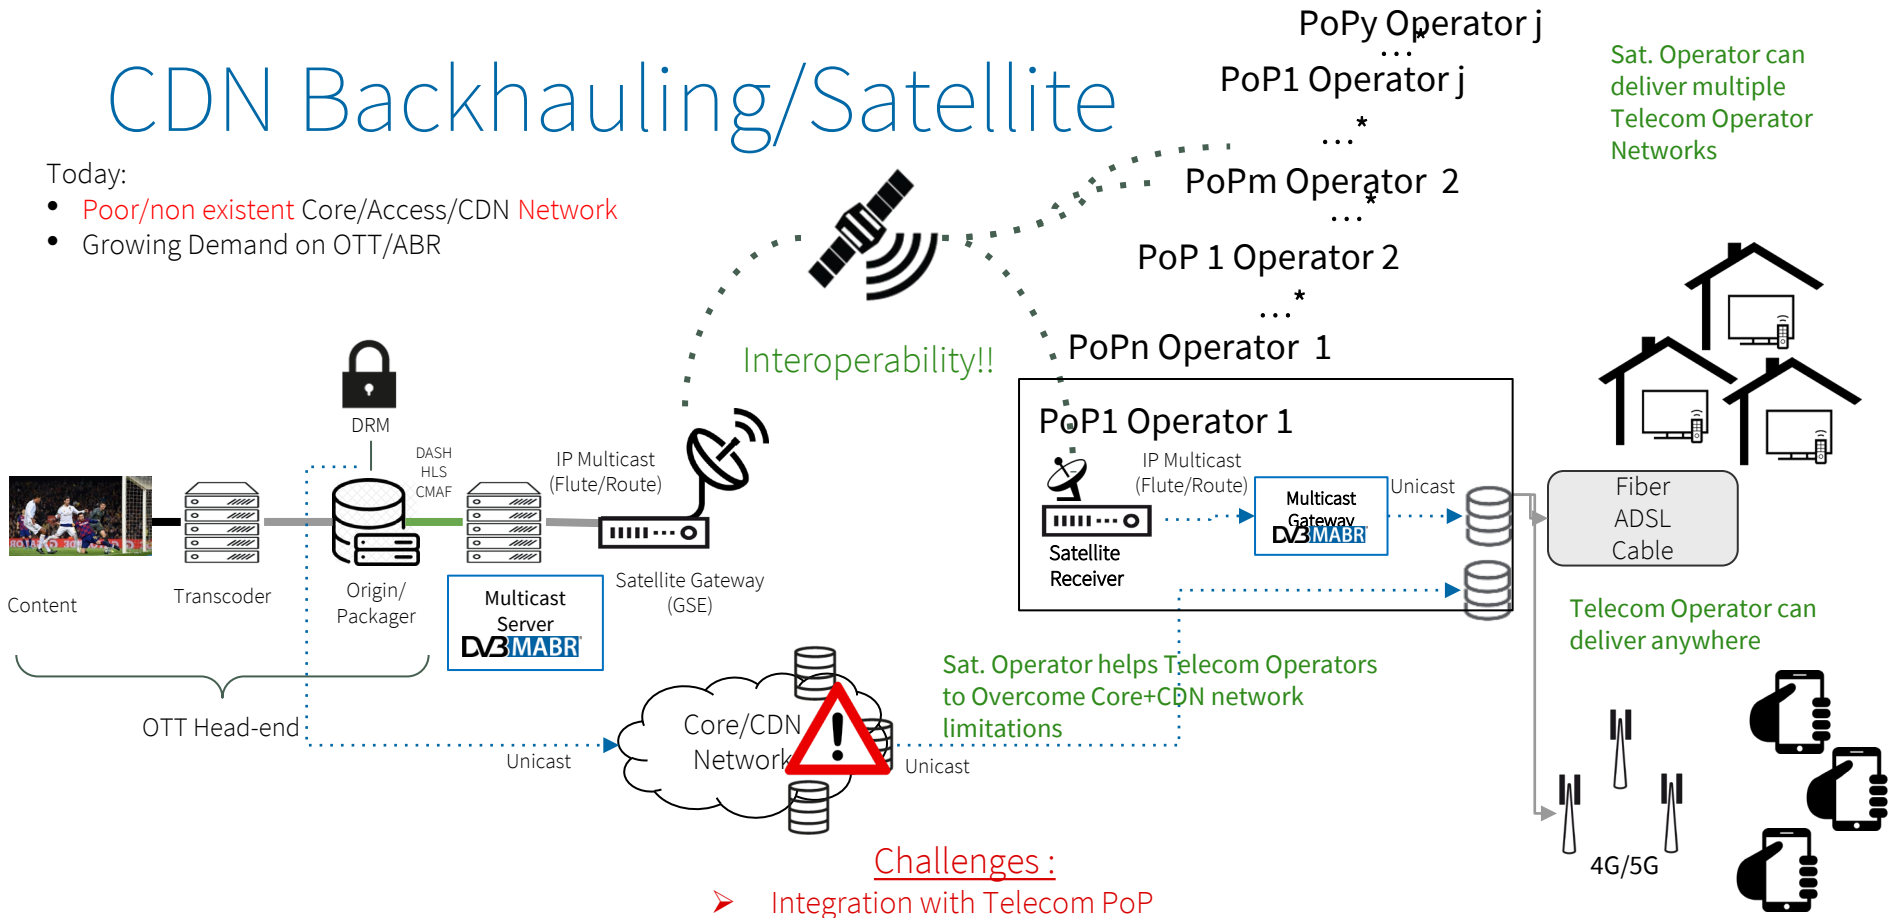 CDN Backhauling/Satellite
Today:
• Poor/non existent Core/Access/CDN Network
• Growing Demand on OTT/ABR
PoPy Operator j
...*
PoP1 Operator j
...*
PoPm Operator 2
...*
PoP 1 Operator 2
...*
PoPn Operator 1
Sat. Operator can
deliver multiple
Telecom Operator
Networks
Interoperability!!
DRM
DASH
HLS
CMAF
IP Multicast
(Flute/Route)
Content
Transcoder
Origin/
Packager
Multicast
Server
DVB MABR
Satellite Gateway
(GSE)
OTT Head-end
PoP1 Operator 1
IP Multicast
(Flute/Route)
Satellite
Receiver
Multicast
Gateway
DVB MABR
Unicast
Fiber
ADSL
Cable
Telecom Operator can
deliver anywhere
Sat. Operator helps Telecom Operators
to Overcome Core+CDN network
limitations
Unicast
Core/CDN
Network
!
Unicast
4G/5G
Challenges :
➢ Integration with Telecom PoP